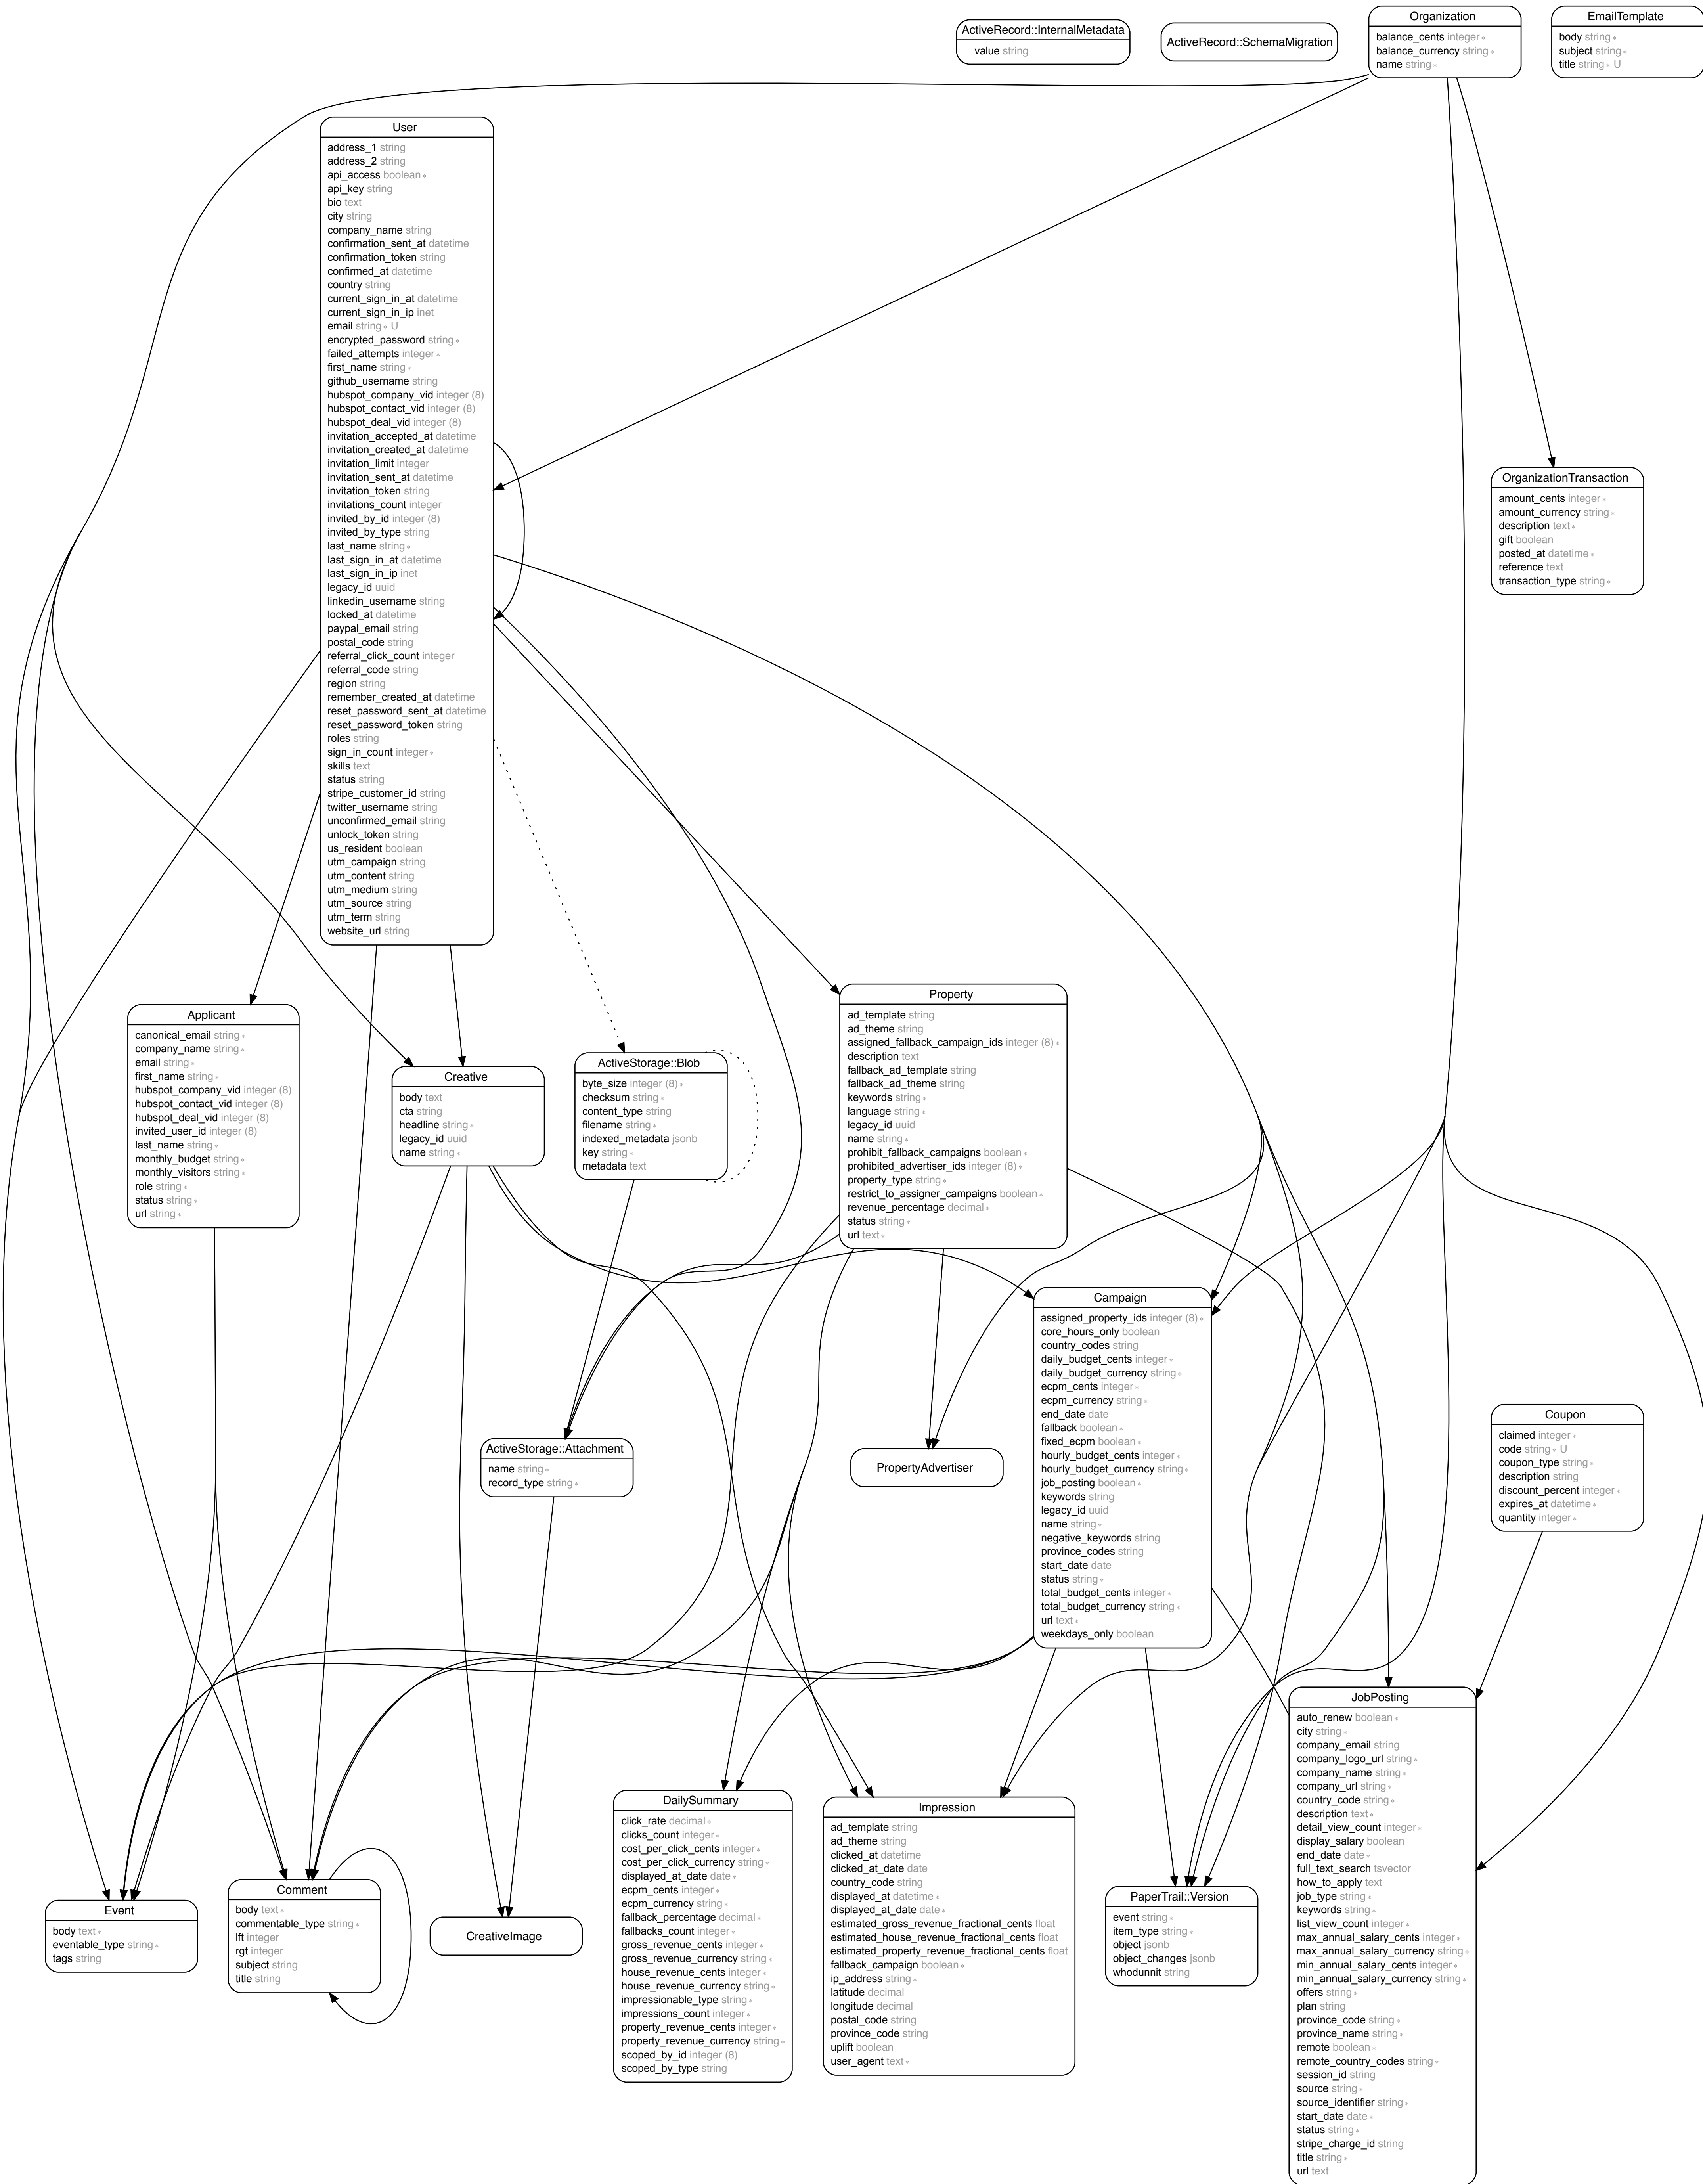 ActiveRecord::InternalMetadata
value string
ActiveRecord::SchemaMigration
Organization
balance_cents integer *
balance_currency string *
name string *
EmailTemplate
body string *
subject string *
title string * U
User
address_1 string
address_2 string
api_access boolean *
api_key string
bio text
city string
company_name string
confirmation_sent_at datetime
confirmation_token string
confirmed_at datetime
country string
current_sign_in_at datetime
current_sign_in_ip inet
email string * U
encrypted_password string *
failed_attempts integer *
first_name string *
github_username string
hubspot_company_vid integer (8)
hubspot_contact_vid integer (8)
hubspot_deal_vid integer (8)
invitation_accepted_at datetime
invitation_created_at datetime
invitation_limit integer
invitation_sent_at datetime
invitation_token string
invitations_count integer
invited_by_id integer (8)
invited_by_type string
last_name string *
last_sign_in_at datetime
last_sign_in_ip inet
legacy_id uuid
linkedin_username string
locked_at datetime
paypal_email string
postal_code string
referral_click_count integer
referral_code string
region string
remember_created_at datetime
reset_password_sent_at datetime
reset_password_token string
roles string
sign_in_count integer *
skills text
status string
stripe_customer_id string
twitter_username string
unconfirmed_email string
unlock_token string
us_resident boolean
utm_campaign string
utm_content string
utm_medium string
utm_source string
utm_term string
website_url string
OrganizationTransaction
amount_cents integer *
amount_currency string *
description text *
gift boolean
posted_at datetime *
reference text
transaction_type string *
Applicant
canonical_email string *
company_name string *
email string *
first_name string *
hubspot_company_vid integer (8)
hubspot_contact_vid integer (8)
hubspot_deal_vid integer (8)
invited_user_id integer (8)
last_name string *
monthly_budget string *
monthly_visitors string *
role string *
status string *
url string *
Creative
body text
cta string
headline string *
legacy_id uuid
name string *
ActiveStorage::Blob
byte_size integer (8) *
checksum string *
content_type string
filename string *
indexed_metadata jsonb
key string *
metadata text
Property
ad_template string
ad_theme string
assigned_fallback_campaign_ids integer (8) *
description text
fallback_ad_template string
fallback_ad_theme string
keywords string *
language string *
legacy_id uuid
name string *
prohibit_fallback_campaigns boolean *
prohibited_advertiser_ids integer (8) *
property_type string *
restrict_to_assigner_campaigns boolean *
revenue_percentage decimal *
status string *
url text *
Campaign
assigned_property_ids integer (8) *
core_hours_only boolean
country_codes string
daily_budget_cents integer *
daily_budget_currency string *
ecpm_cents integer *
ecpm_currency string *
end_date date
fallback boolean *
fixed_ecpm boolean *
hourly_budget_cents integer *
hourly_budget_currency string *
job_posting boolean *
keywords string
legacy_id uuid
name string *
negative_keywords string
province_codes string
start_date date
status string *
total_budget_cents integer *
total_budget_currency string *
url text *
weekdays_only boolean
ActiveStorage::Attachment
name string *
record_type string *
PropertyAdvertiser
Coupon
claimed integer *
code string * U
coupon_type string *
description string
discount_percent integer *
expires_at datetime *
quantity integer *
JobPosting
auto_renew boolean *
city string *
company_email string
company_logo_url string *
company_name string *
company_url string *
country_code string *
description text *
detail_view_count integer *
display_salary boolean
end_date date *
full_text_search tsvector
how_to_apply text
job_type string *
keywords string *
list_view_count integer *
max_annual_salary_cents integer *
max_annual_salary_currency string *
min_annual_salary_cents integer *
min_annual_salary_currency string *
offers string *
plan string
province_code string *
province_name string *
remote boolean *
remote_country_codes string *
session_id string
source string *
source_identifier string *
start_date date *
status string *
stripe_charge_id string
title string *
url text
Event
body text *
eventable_type string *
tags string
Comment
body text *
commentable_type string *
lft integer
rgt integer
subject string
title string
CreativeImage
DailySummary
click_rate decimal *
clicks_count integer *
cost_per_click_cents integer *
cost_per_click_currency string *
displayed_at_date date *
ecpm_cents integer *
ecpm_currency string *
fallback_percentage decimal *
fallbacks_count integer *
gross_revenue_cents integer *
gross_revenue_currency string *
house_revenue_cents integer *
house_revenue_currency string *
impressionable_type string *
impressions_count integer *
property_revenue_cents integer *
property_revenue_currency string *
scoped_by_id integer (8)
scoped_by_type string
Impression
ad_template string
ad_theme string
clicked_at datetime
clicked_at_date date
country_code string
displayed_at datetime *
displayed_at_date date *
estimated_gross_revenue_fractional_cents float
estimated_house_revenue_fractional_cents float
estimated_property_revenue_fractional_cents float
fallback_campaign boolean *
ip_address string *
latitude decimal
longitude decimal
postal_code string
province_code string
uplift boolean
user_agent text *
PaperTrail::Version
event string *
item_type string *
object jsonb
object_changes jsonb
whodunnit string